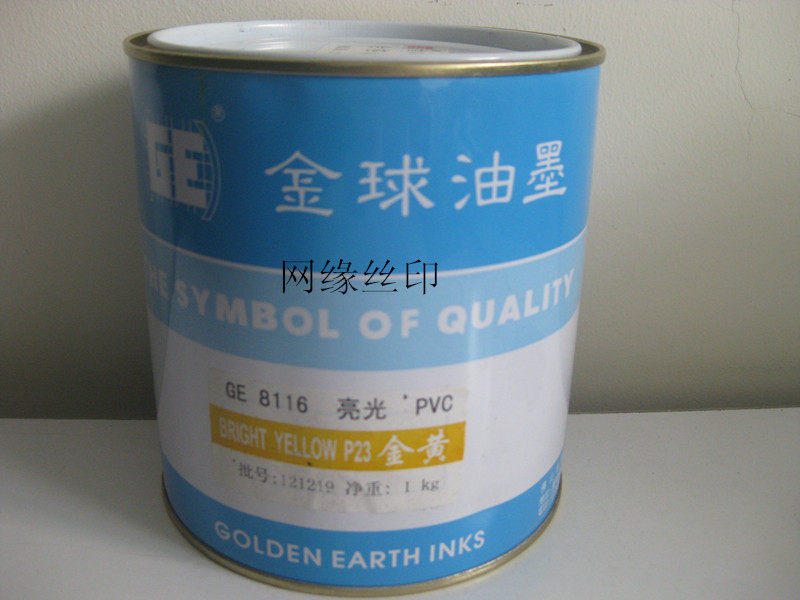 GE ®
金球油墨
网缘丝印
THE SYMBOL OF QUALITY
GE 8116 亮光 PVC
BRIGHT YELLOW P23 金黄
批号:121219 净重: 1 kg
GOLDEN EARTH INKS